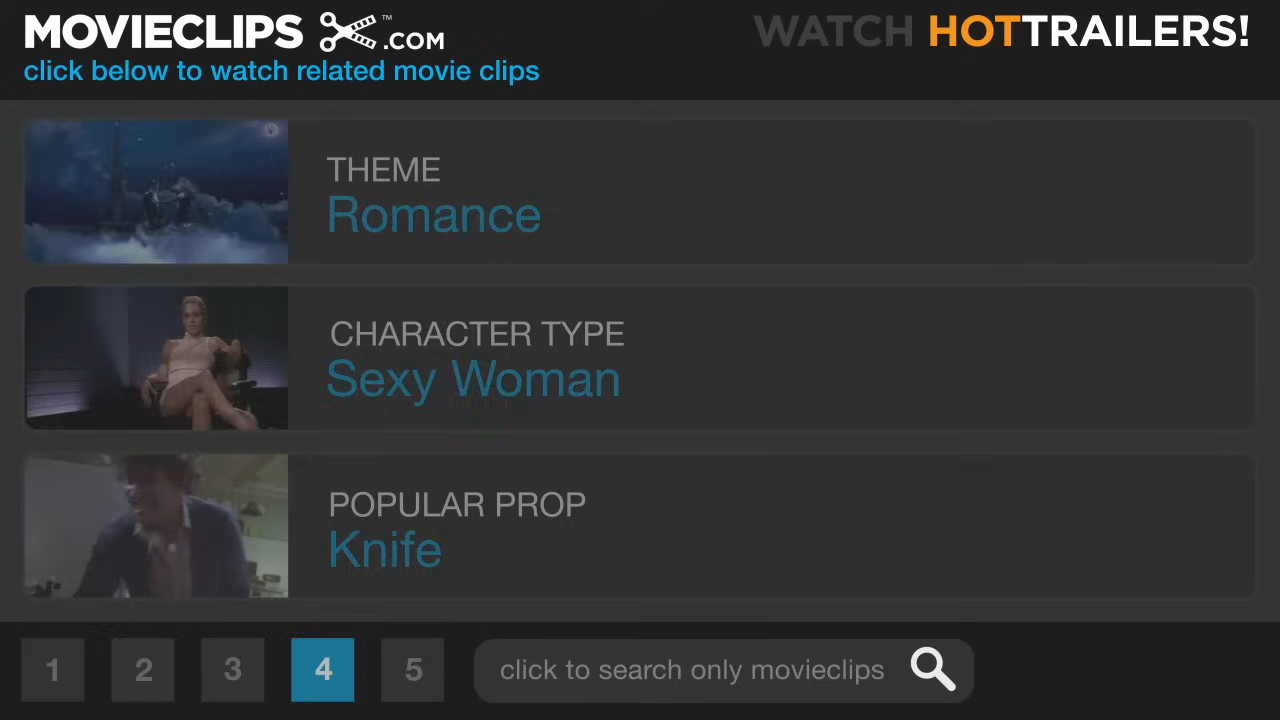 MOVIECLIPS ™.COM
WATCH HOTTRAILERS!
click below to watch related movie clips
THEME
Romance
CHARACTER TYPE
Sexy Woman
POPULAR PROP
Knife
1 2 3 4 5
click to search only movieclips